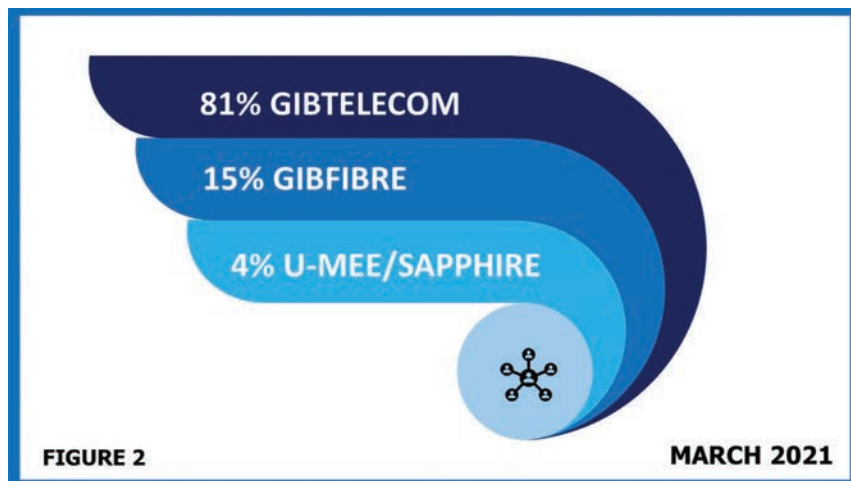 81% GIBTELECOM
15% GIBFIBRE
4% U-MEE/SAPPHIRE
FIGURE 2
MARCH 2021